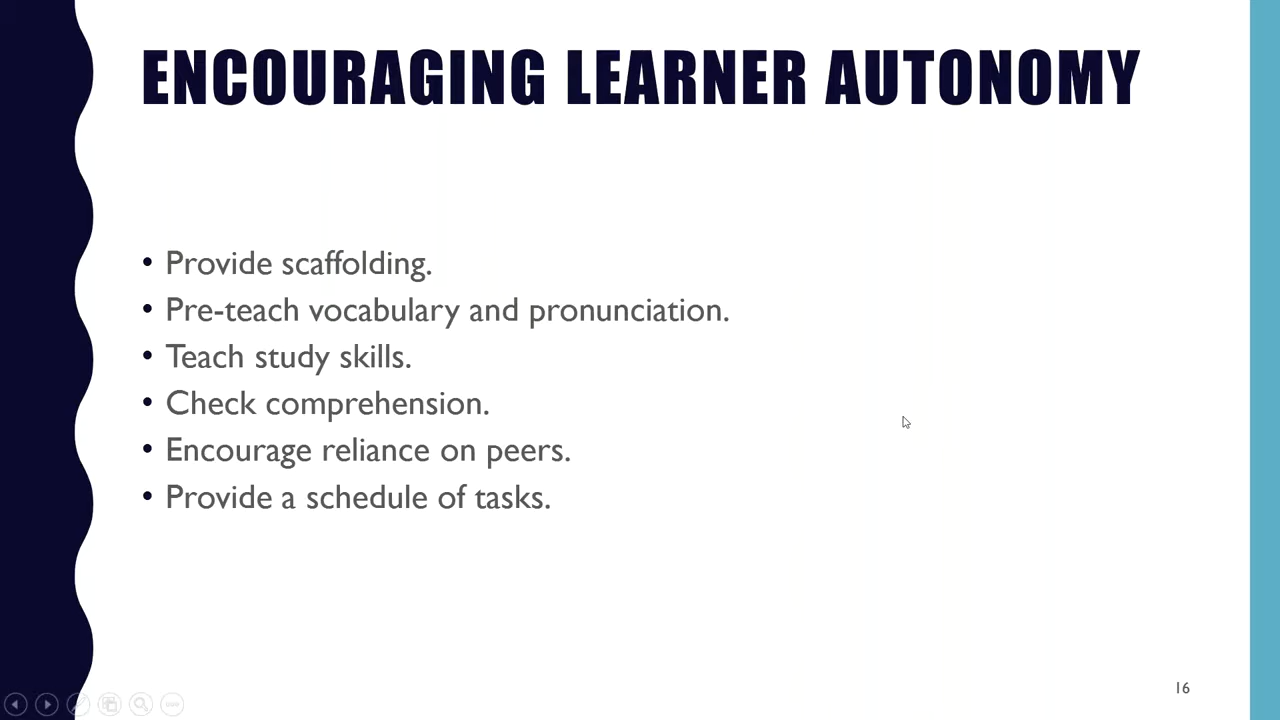 ENCOURAGING LEARNER AUTONOMY
• Provide scaffolding.
• Pre-teach vocabulary and pronunciation.
• Teach study skills.
• Check comprehension.
• Encourage reliance on peers.
• Provide a schedule of tasks.
16